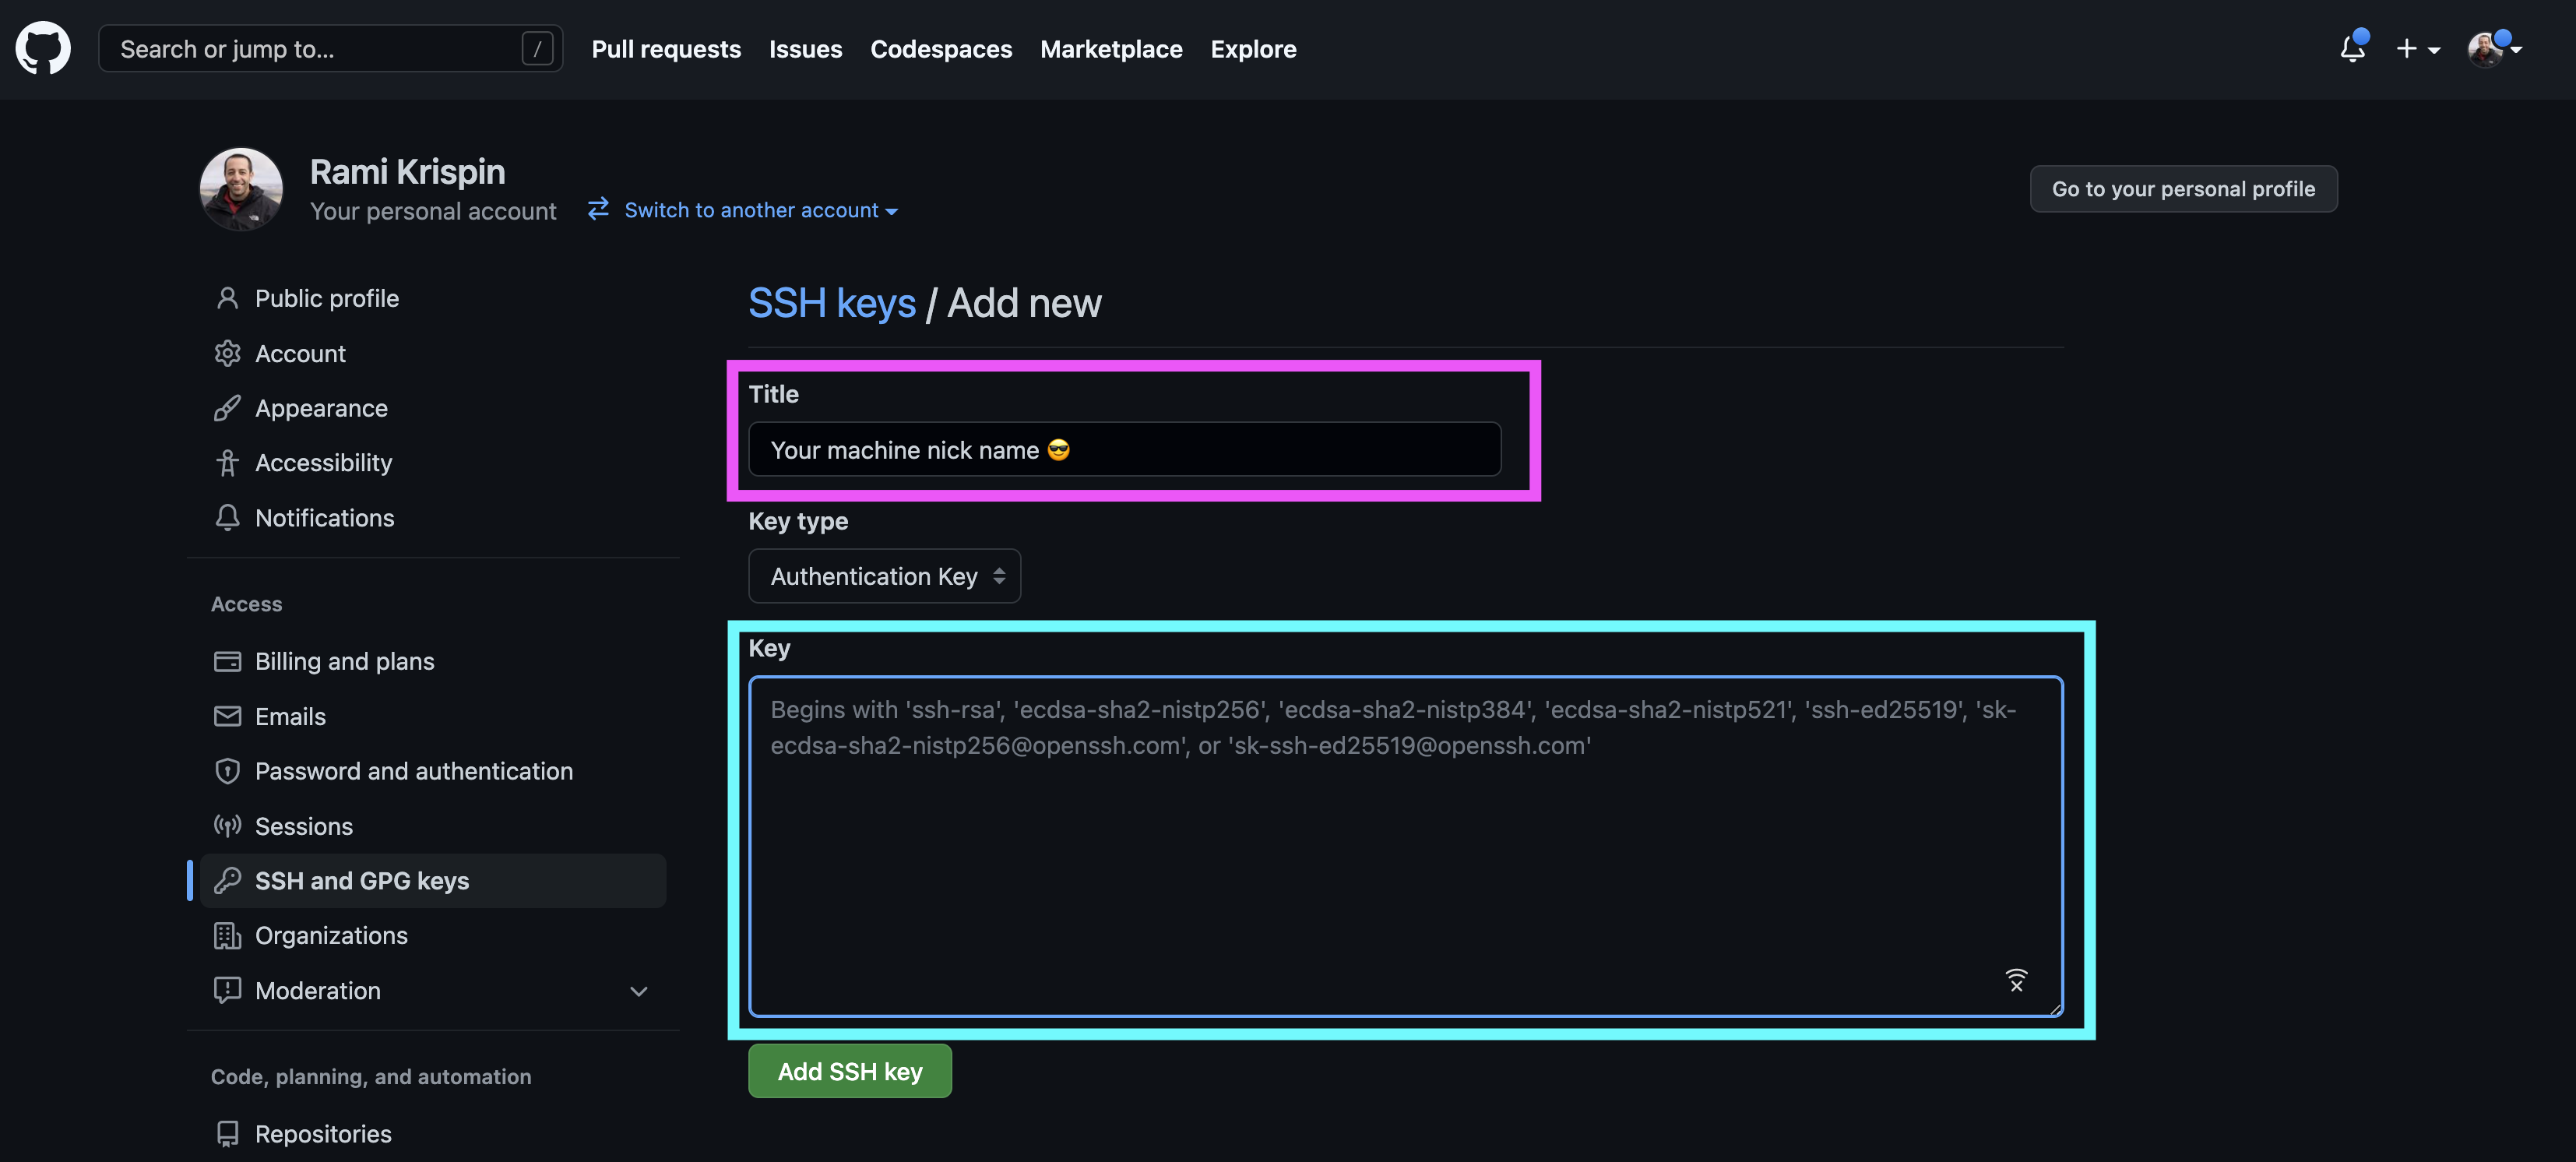 Search or jump to...
/
Pull requests
Issues
Codespaces
Marketplace
Explore
Rami Krispin
Your personal account
Switch to another account
Go to your personal profile
Public profile
Account
Appearance
Accessibility
Notifications
Access
Billing and plans
Emails
Password and authentication
Sessions
SSH and GPG keys
Organizations
Moderation
Code, planning, and automation
Repositories
SSH keys / Add new
Title
Your machine nick name 😎
Key type
Authentication Key
Key
Begins with 'ssh-rsa', 'ecdsa-sha2-nistp256', 'ecdsa-sha2-nistp384', 'ecdsa-sha2-nistp521', 'ssh-ed25519', 'sk-
ecdsa-sha2-nistp256@openssh.com', or 'sk-ssh-ed25519@openssh.com'
Add SSH key